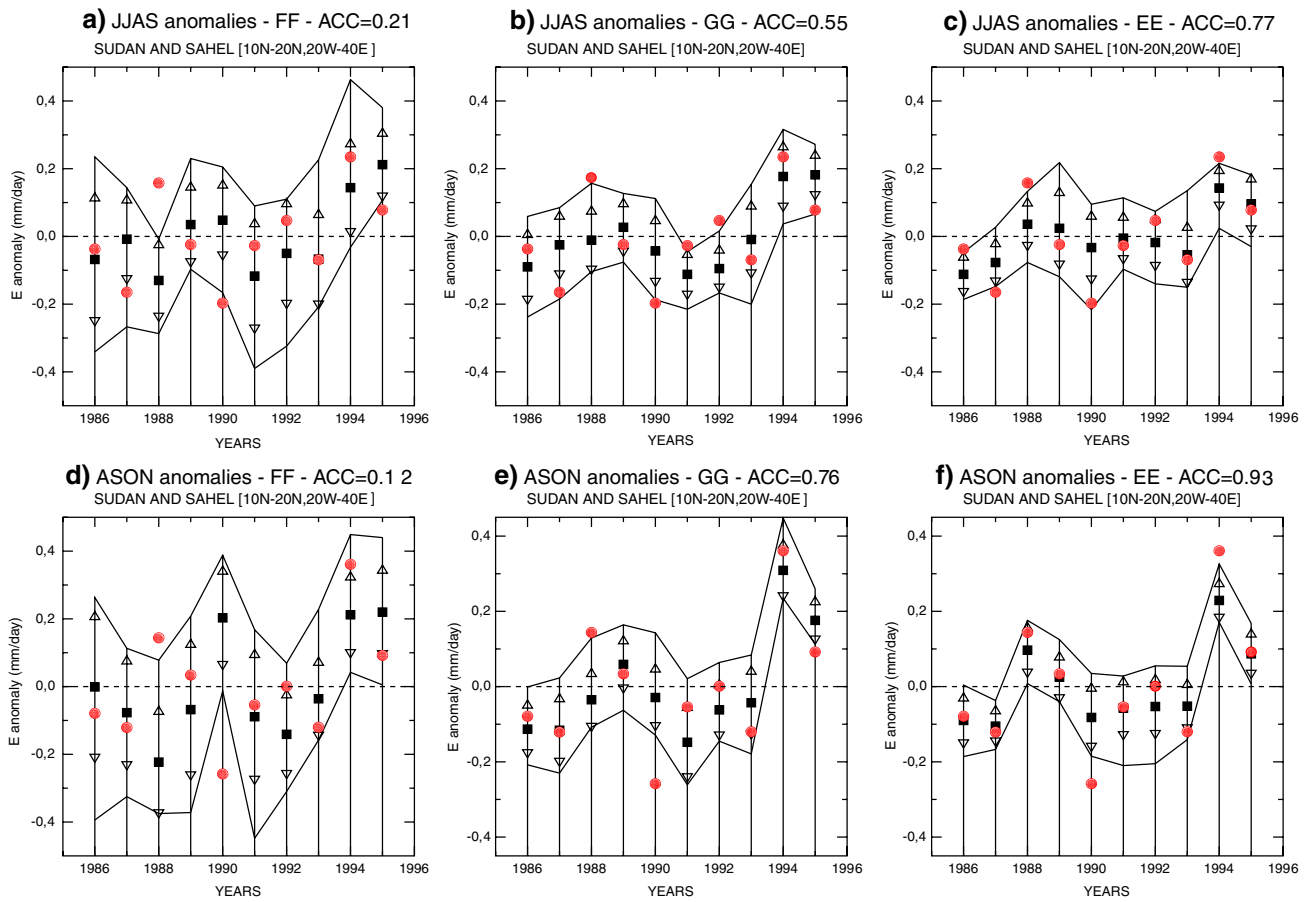 a) JJAS anomalies - FF - ACC=0.21
SUDAN AND SAHEL [10N-20N,20W-40E ]
E anomaly (mm/day)
0,4
0,2
0,0
-0,2
-0,4
1986 1988 1990 1992 1994 1996
YEARS
b) JJAS anomalies - GG - ACC=0.55
SUDAN AND SAHEL [10N-20N,20W-40E]
E anomaly (mm/day)
0,4
0,2
0,0
-0,2
-0,4
1986 1988 1990 1992 1994 1996
YEARS
c) JJAS anomalies - EE - ACC=0.77
SUDAN AND SAHEL [10N-20N,20W-40E]
E anomaly (mm/day)
0,4
0,2
0,0
-0,2
-0,4
1986 1988 1990 1992 1994 1996
YEARS
d) ASON anomalies - FF - ACC=0.1 2
SUDAN AND SAHEL [10N-20N,20W-40E ]
E anomaly (mm/day)
0,4
0,2
0,0
-0,2
-0,4
1986 1988 1990 1992 1994 1996
YEARS
e) ASON anomalies - GG - ACC=0.76
SUDAN AND SAHEL [10N-20N,20W-40E]
E anomaly (mm/day)
0,4
0,2
0,0
-0,2
-0,4
1986 1988 1990 1992 1994 1996
YEARS
f) ASON anomalies - EE - ACC=0.93
SUDAN AND SAHEL [10N-20N,20W-40E]
E anomaly (mm/day)
0,4
0,2
0,0
-0,2
-0,4
1986 1988 1990 1992 1994 1996
YEARS